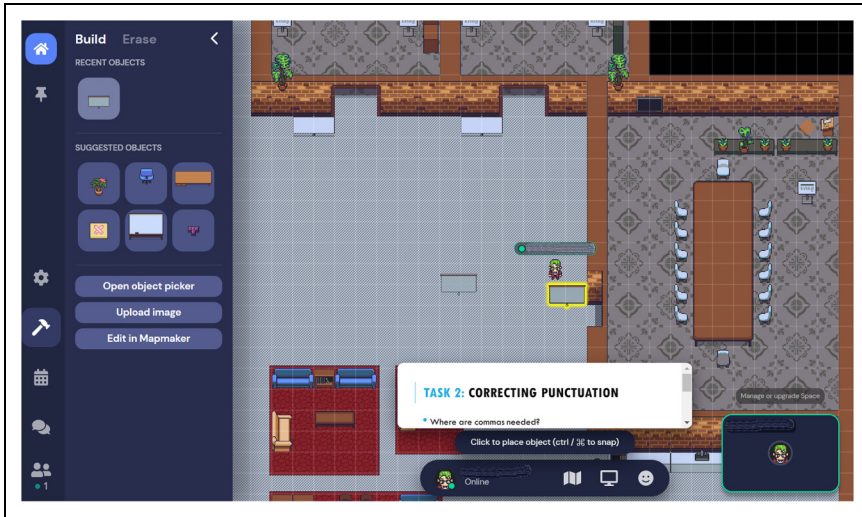 Build Erase
RECENT OBJECTS
SUGGESTED OBJECTS
Open object picker
Upload image
Edit in Mapmaker
TASK 2: CORRECTING PUNCTUATION
• Where are commas needed?
Manage or upgrade Space
Click to place object (ctrl / ⌘ to snap)
Online
1